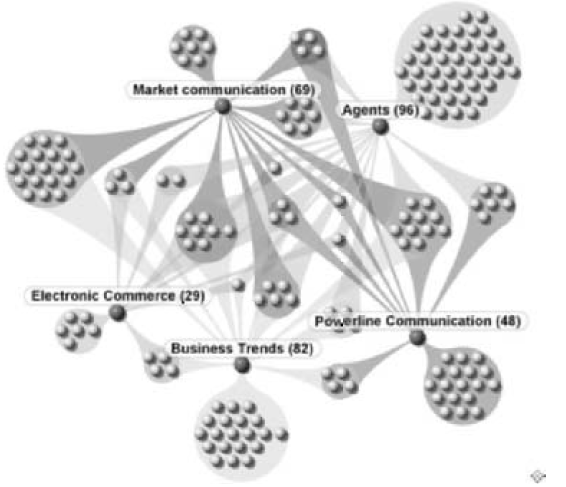 Market communication (69)
Agents (96)
Electronic Commerce (29)
Powerline Communication (48)
Business Trends (82)